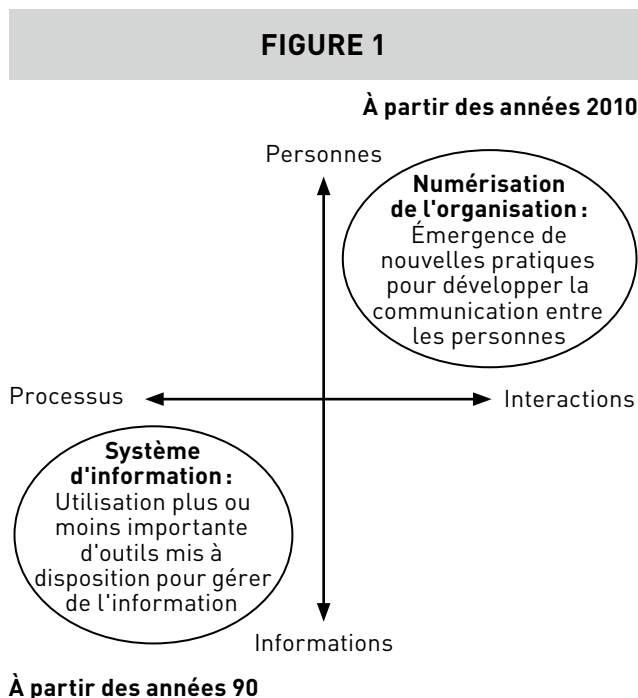 FIGURE 1
À partir des années 2010
Personnes
Numérisation
de l'organisation :
Émergence de
nouvelles pratiques
pour développer la
communication entre
les personnes
Processus
Interactions
Système
d'information :
Utilisation plus ou
moins importante
d'outils mis à
disposition pour gérer
de l'information
Informations
À partir des années 90